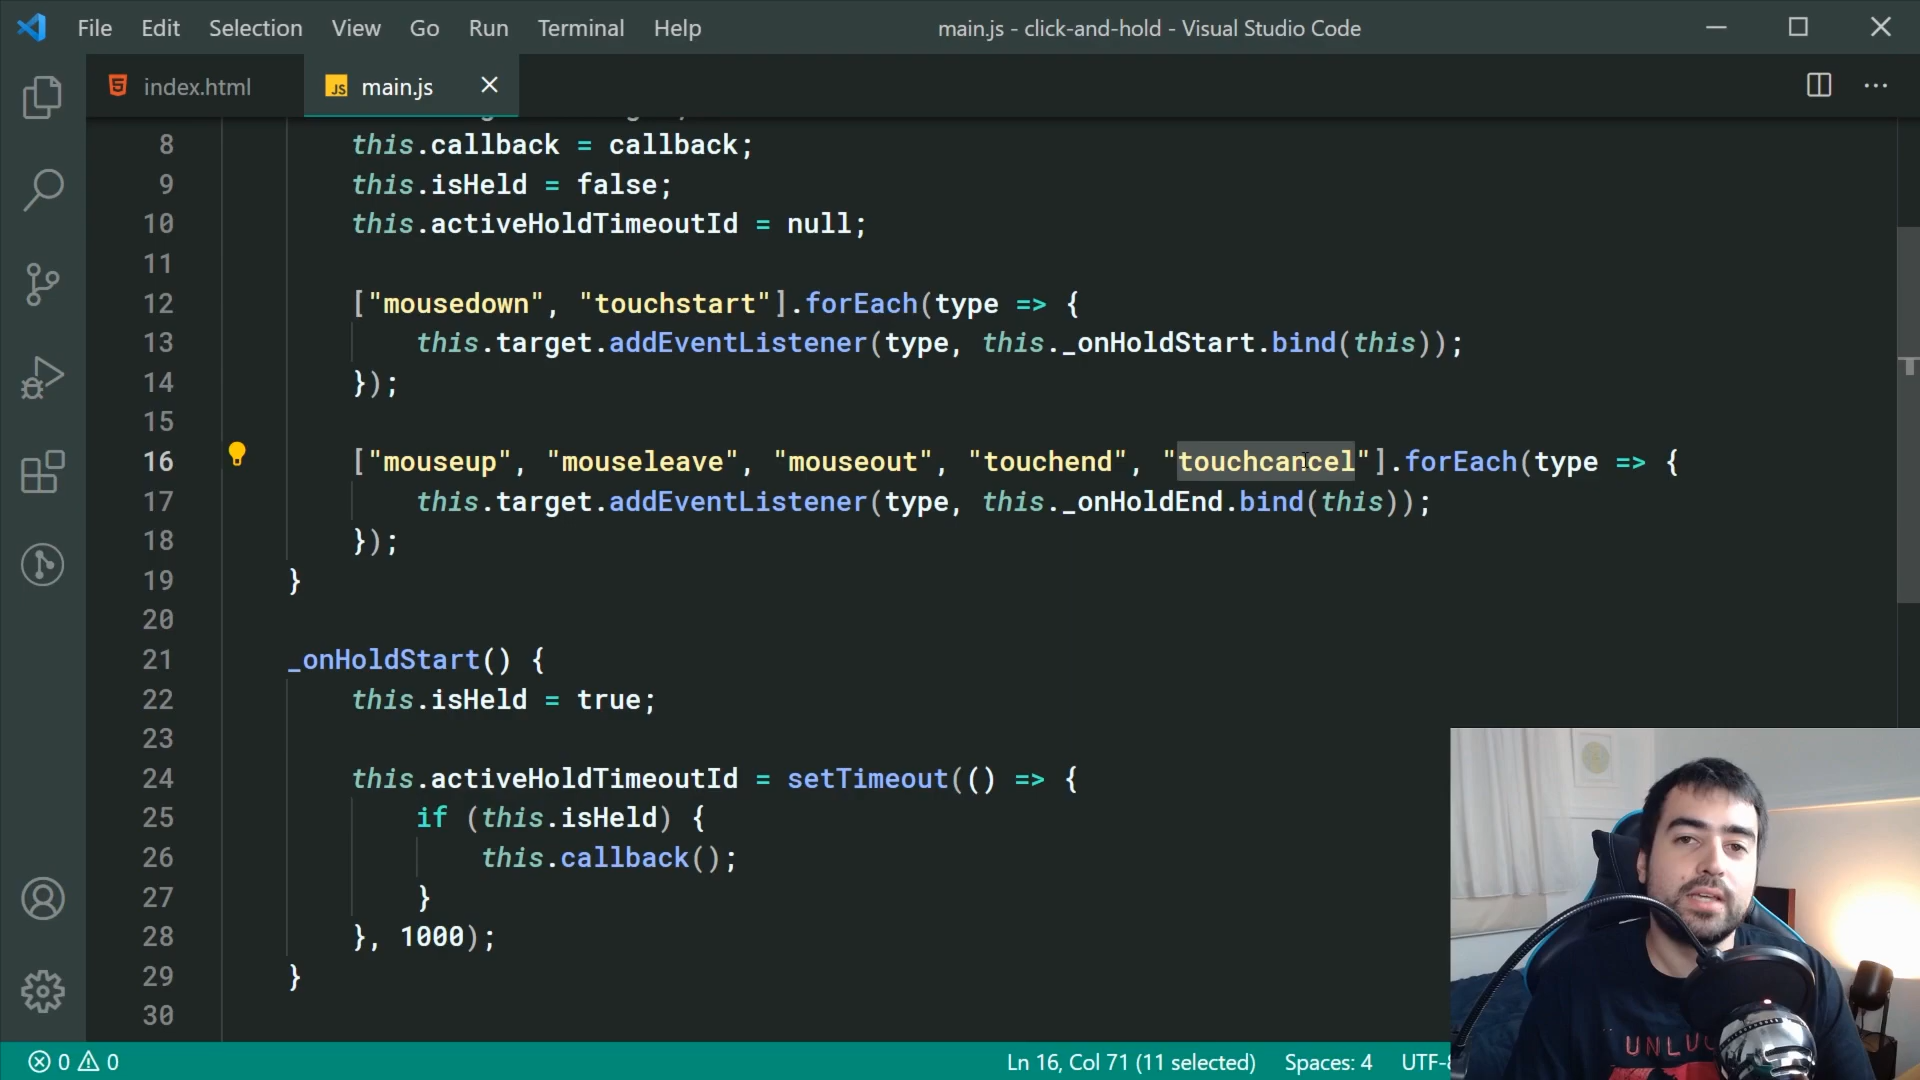 File Edit Selection View Go Run Terminal Help
main.js - click-and-hold - Visual Studio Code
index.html
JS main.js
8 this.callback = callback;
9 this.isHeld = false;
10 this.activeHoldTimeoutId = null;
11
12 ["mousedown", "touchstart"].forEach(type => {
13 this.target.addEventListener(type, this._onHoldStart.bind(this));
14 });
15
16 ["mouseup", "mouseleave", "mouseout", "touchend", "touchcancel"].forEach(type => {
17 this.target.addEventListener(type, this._onHoldEnd.bind(this));
18 });
19 }
20
21 _onHoldStart() {
22 this.isHeld = true;
23
24 this.activeHoldTimeoutId = setTimeout(() => {
25 if (this.isHeld) {
26 this.callback();
27 }
28 }, 1000);
29 }
30
0 0
Ln 16, Col 71 (11 selected) Spaces: 4 UTF-8